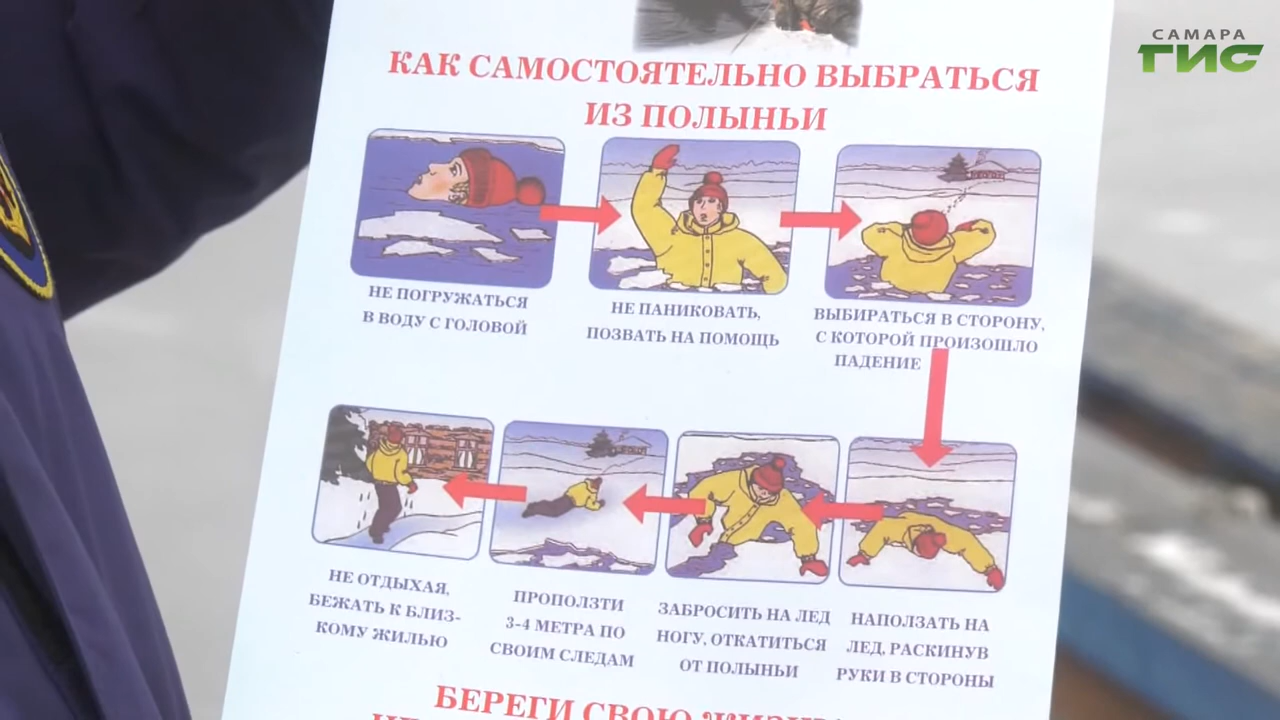 САМАРА
ГИС
КАК САМОСТОЯТЕЛЬНО ВЫБРАТЬСЯ
ИЗ ПОЛЫНЬИ
НЕ ПОГРУЖАТЬСЯ
В ВОДУ С ГОЛОВОЙ
НЕ ПАНИКОВАТЬ,
ПОЗВАТЬ НА ПОМОЩЬ
ВЫБИРАТЬСЯ В СТОРОНУ,
С КОТОРОЙ ПРОИЗОШЛО
ПАДЕНИЕ
НАПОЛЗАТЬ НА
ЛЕД, РАСКИНУВ
РУКИ В СТОРОНЫ
ЗАБРОСИТЬ НА ЛЕД
НОГУ, ОТКАТИТЬСЯ
ОТ ПОЛЫНЬИ
ПРОПОЛЗТИ
3-4 МЕТРА ПО
СВОИМ СЛЕДАМ
НЕ ОТДЫХАЯ,
БЕЖАТЬ К БЛИЗ-
КОМУ ЖИЛЬЮ
БЕРЕГИ СВОЮ